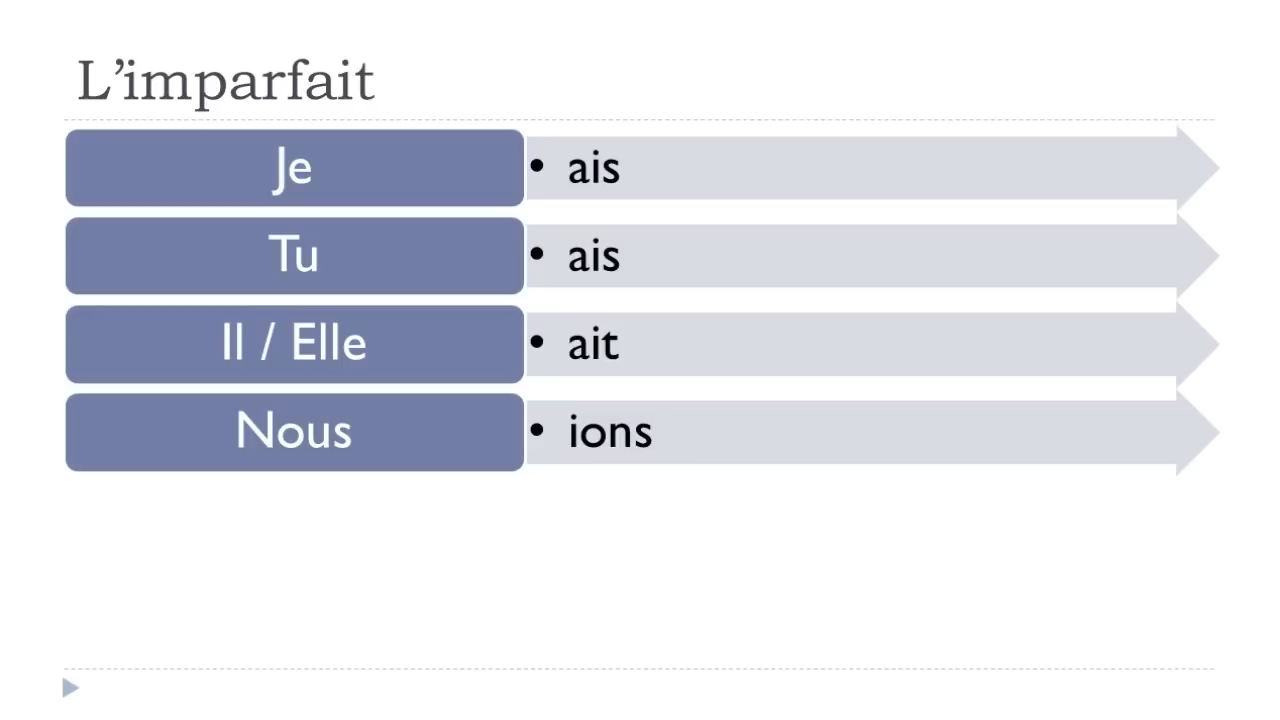 L’imparfait
Je • ais
Tu • ais
Il / Elle • ait
Nous • ions